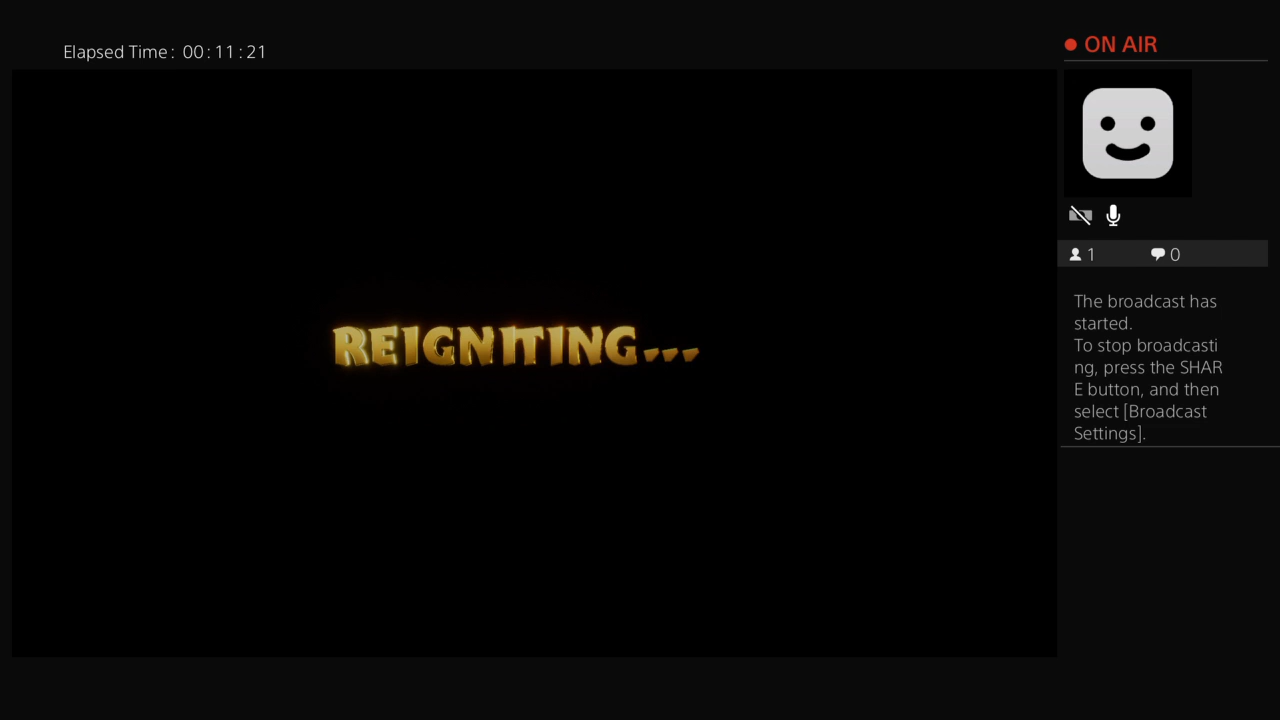 Elapsed Time: 00:11:21
ON AIR
1 0
REIGNITING...
The broadcast has
started.
To stop broadcasti
ng, press the SHAR
E button, and then
select [Broadcast
Settings].